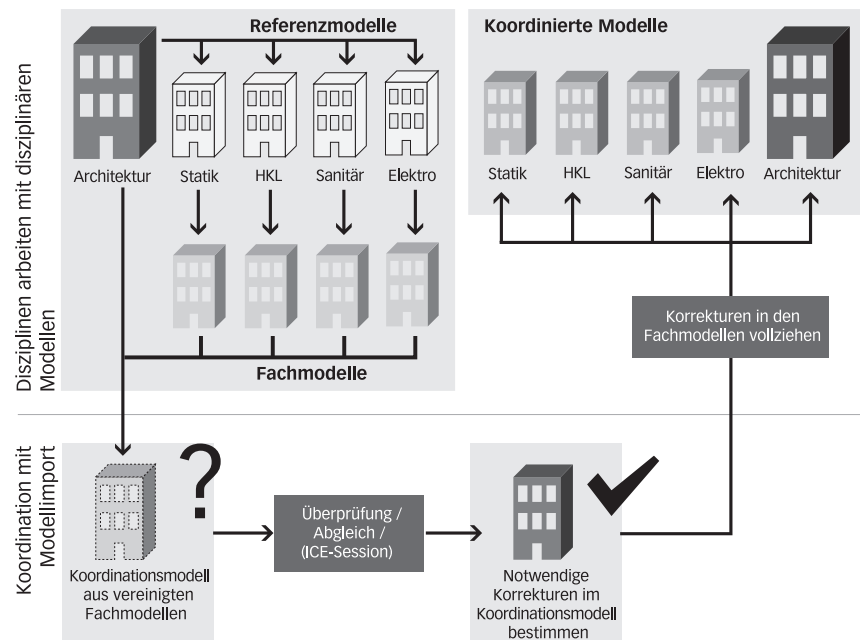 Disziplinen arbeiten mit disziplinären
Modellen
Referenzmodelle
Architektur
Statik
HKL
Sanitär
Elektro
Fachmodelle
Koordinierte Modelle
Statik
HKL
Sanitär
Elektro
Architektur
Korrekturen in den
Fachmodellen vollziehen
Koordination mit
Modellimport
?
Koordinationsmodell
aus vereinigten
Fachmodellen
Überprüfung /
Abgleich /
(ICE-Session)
Notwendige
Korrekturen im
Koordinationsmodell
bestimmen